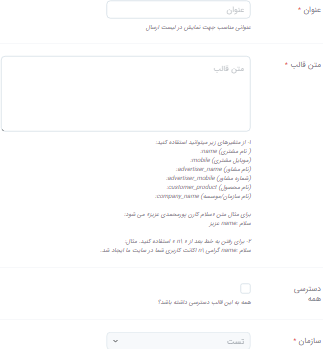 عنوان *
عنوان
عنوانی مناسب جهت نمایش در لیست ارسال
متن قالب *
متن قالب
۱- از متغیرهای زیر میتوانید استفاده کنید:
( نام مشتری) name:
(موبایل مشتری) mobile:
(نام مشاور) advertiser_name:
(شماره مشاور) advertiser_mobile:
(نام محصول) customer_product:
(نام سازمان/موسسه) company_name:
برای مثال متن «سلام کارن پورمحمدی عزیز» می شود:
سلام :name عزیز
۲- برای رفتن به خط بعد از « n\ » استفاده کنید. مثال:
سلام :name گرامی n\ اکانت کاربری شما در سایت ما ایجاد شد.
دسترسی
همه
همه به این قالب دسترسی داشته باشد؟
سازمان *
تست